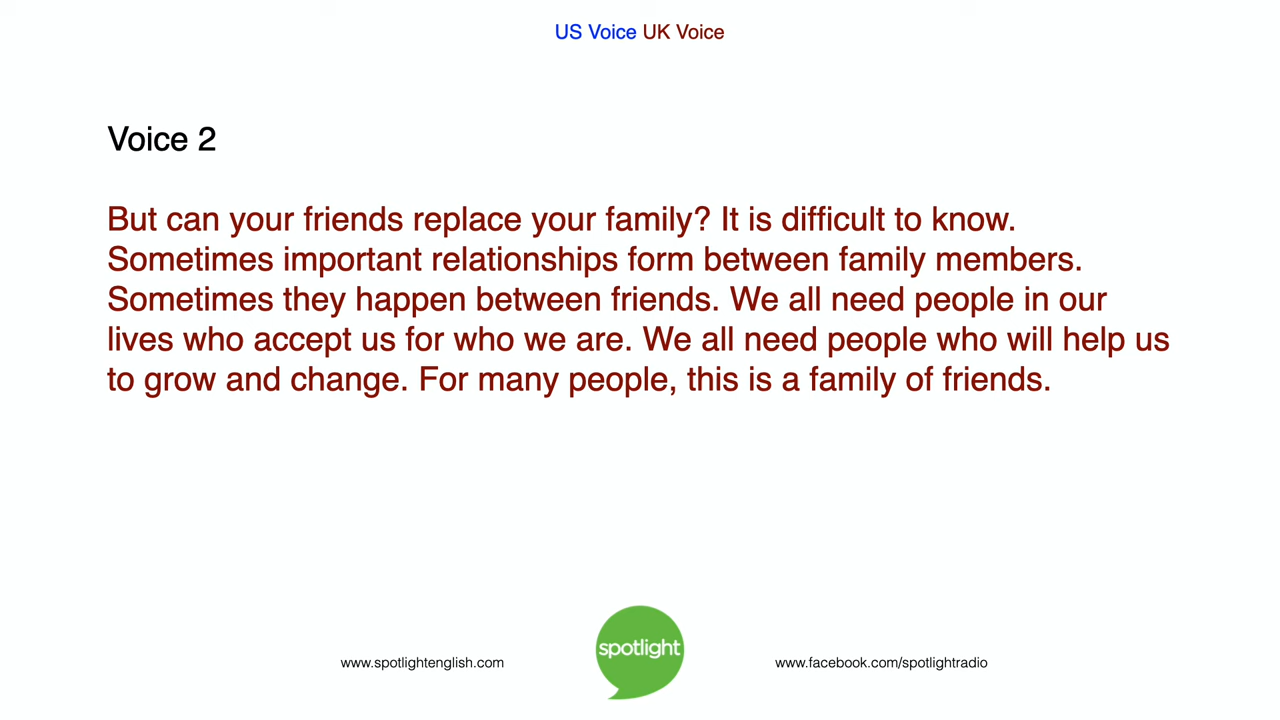 US Voice UK Voice
Voice 2
But can your friends replace your family? It is difficult to know.
Sometimes important relationships form between family members.
Sometimes they happen between friends. We all need people in our
lives who accept us for who we are. We all need people who will help us
to grow and change. For many people, this is a family of friends.
www.spotlightenglish.com
spotlight
www.facebook.com/spotlightradio